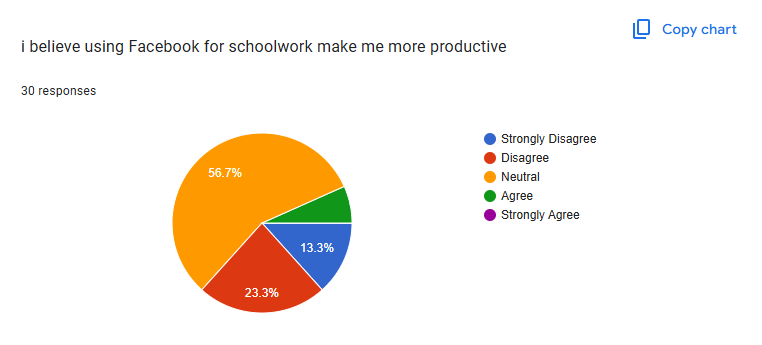 Copy chart
i believe using Facebook for schoolwork make me more productive
30 responses
56.7%
13.3%
23.3%
Strongly Disagree
Disagree
Neutral
Agree
Strongly Agree